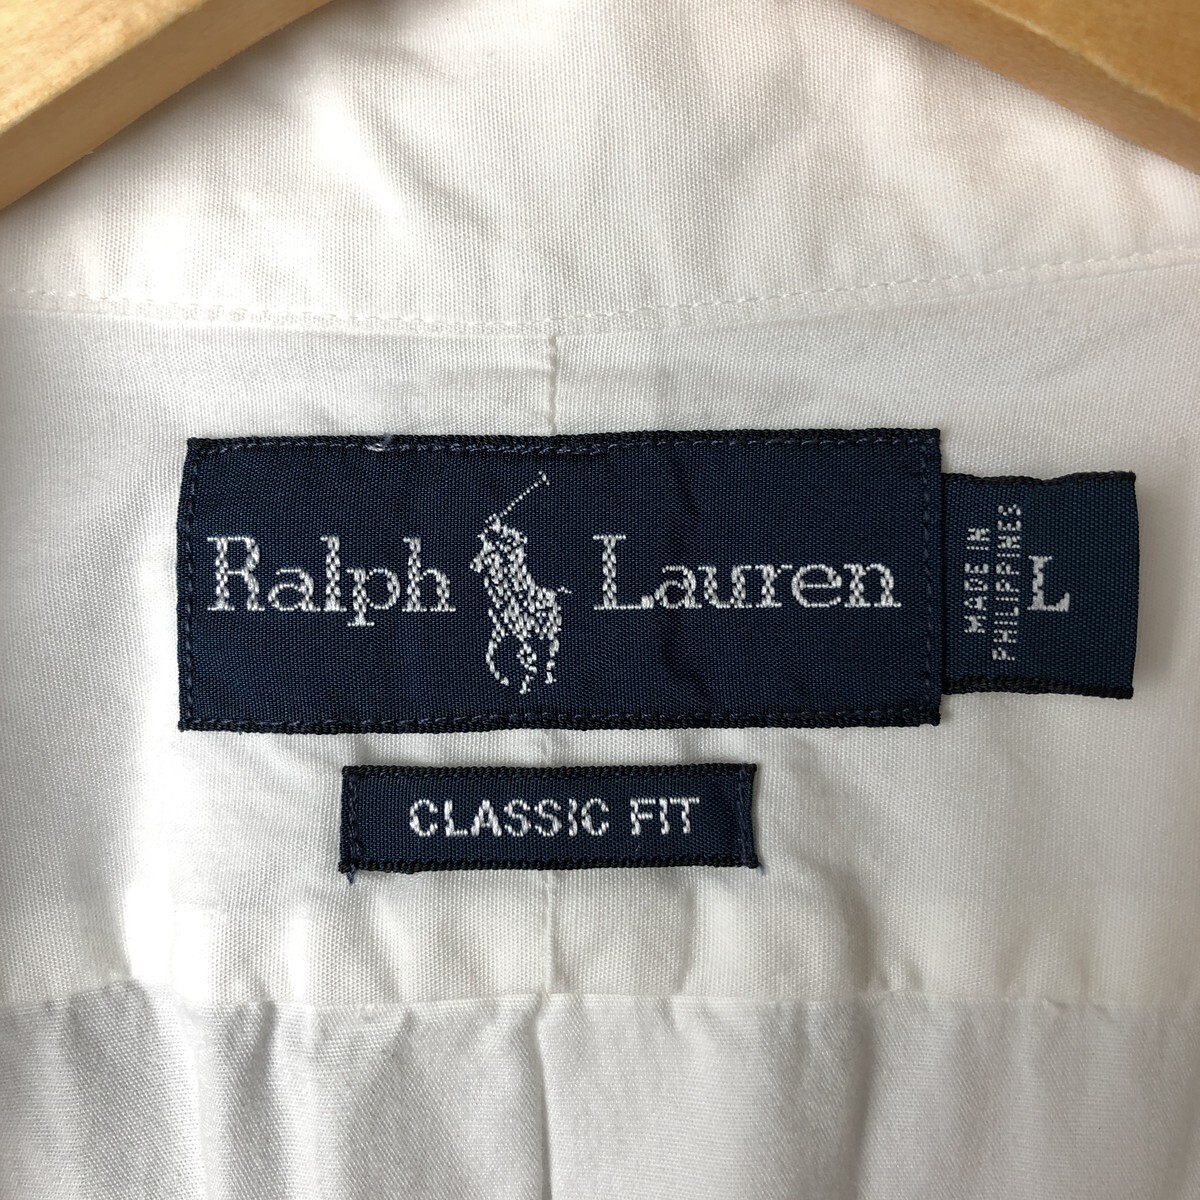 Ralph Lauren
MADE IN
PHILIPPINES
L
CLASSIC FIT